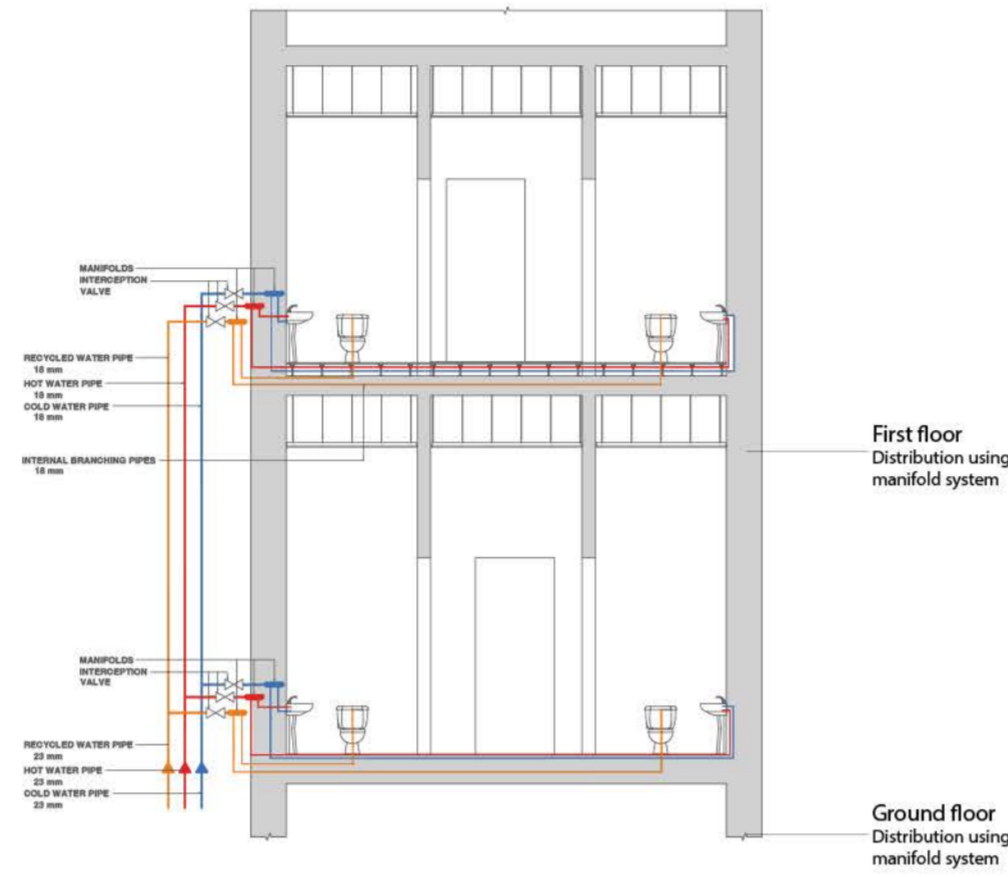 MANIFOLDS
INTERCEPTION
VALVE
RECYCLED WATER PIPE
18 mm
HOT WATER PIPE
18 mm
COLD WATER PIPE
18 mm
INTERNAL BRANCHING PIPES
18 mm
First floor
Distribution using
manifold system
MANIFOLDS
INTERCEPTION
VALVE
RECYCLED WATER PIPE
23 mm
HOT WATER PIPE
23 mm
COLD WATER PIPE
23 mm
Ground floor
Distribution using
manifold system